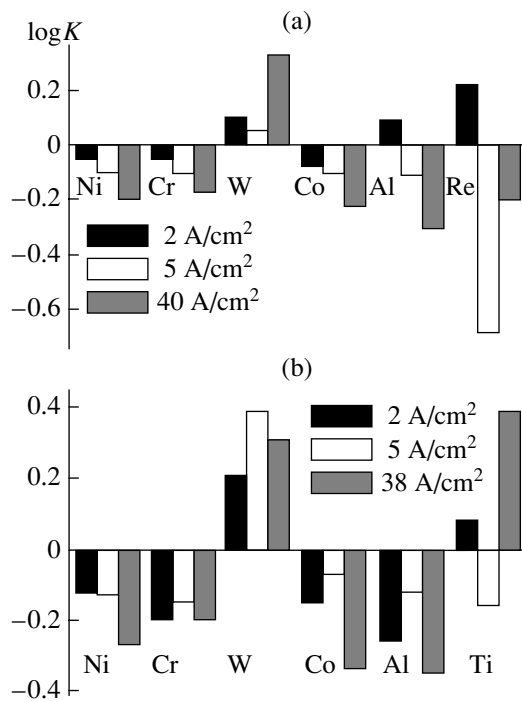 (a)
logK
0.2
0
Ni Cr W Co Al Re
−0.2
2 A/cm²
−0.4
5 A/cm²
−0.6
40 A/cm²
(b)
0.4
2 A/cm²
5 A/cm²
0.2
38 A/cm²
0
−0.2
Ni Cr W Co Al Ti
−0.4